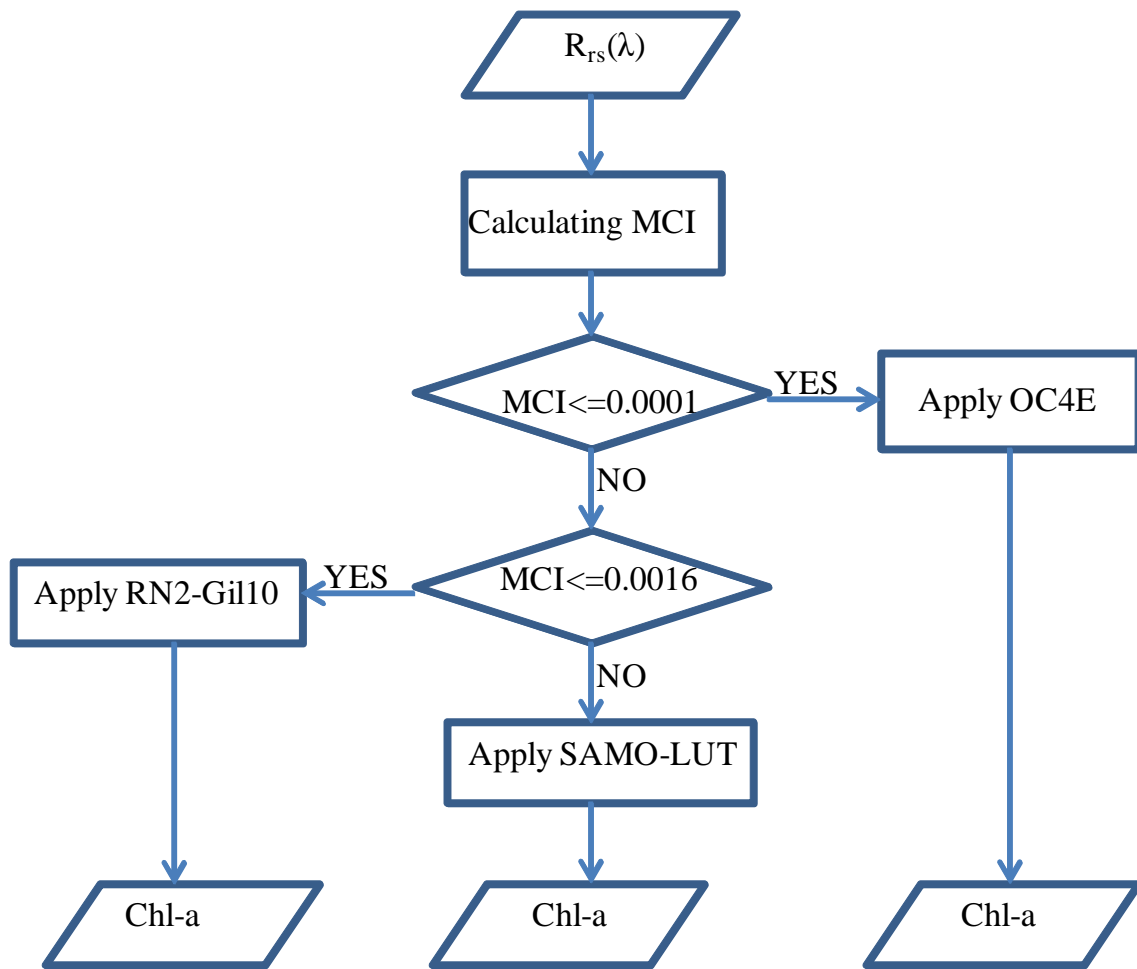 Rrs(λ)
Calculating MCI
MCI<=0.0001
YES
Apply OC4E
NO
Apply RN2-Gil10
YES
MCI<=0.0016
NO
Apply SAMO-LUT
Chl-a
Chl-a
Chl-a